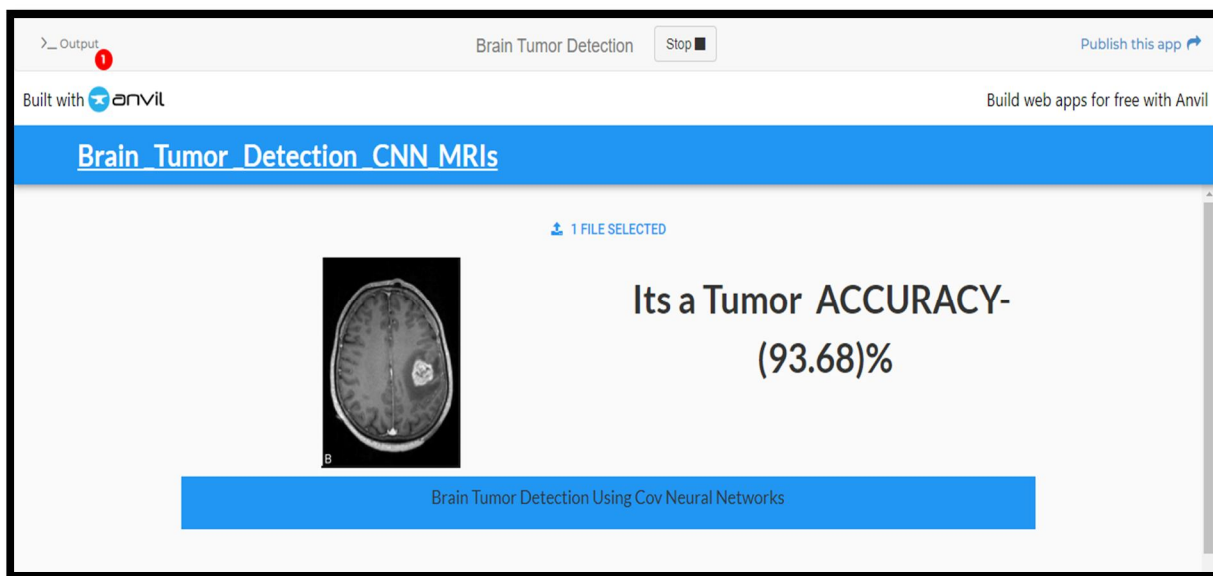 >_ Output
1
Brain Tumor Detection
Stop
Publish this app
Built with anvil
Build web apps for free with Anvil
Brain_Tumor_Detection_CNN_MRIs
1 FILE SELECTED
Its a Tumor ACCURACY-
(93.68)%
B
Brain Tumor Detection Using Cov Neural Networks